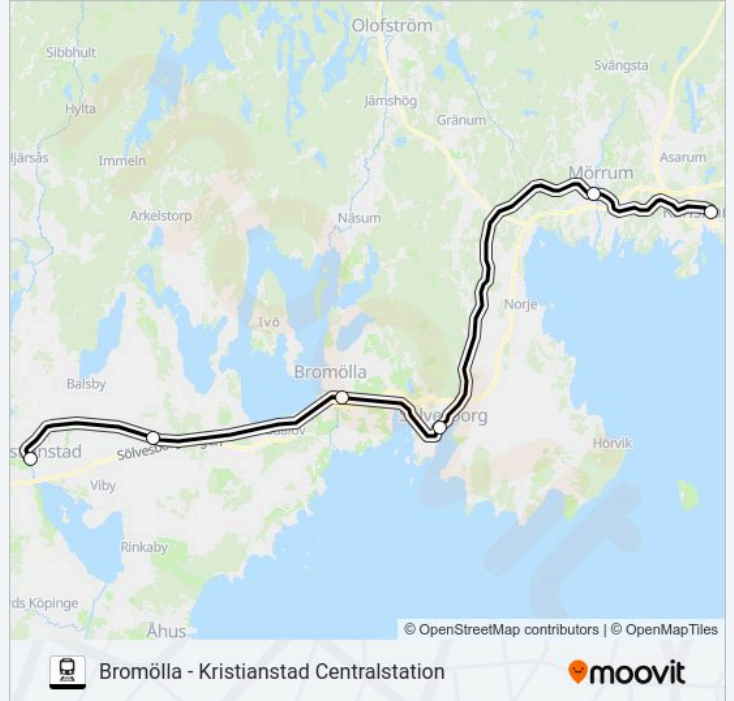 Olofström
Sibbhult
Svängsta
Jämshög
Hylta
Gränum
Immeln
Asarum
Mörrum
Arkelstorp
Näsum
Norje
Ivö
Bromölla
Balsby
Hörvik
Viby
Rinkaby
Åhus
© OpenStreetMap contributors | © OpenMapTiles
Bromölla - Kristianstad Centralstation
moovit